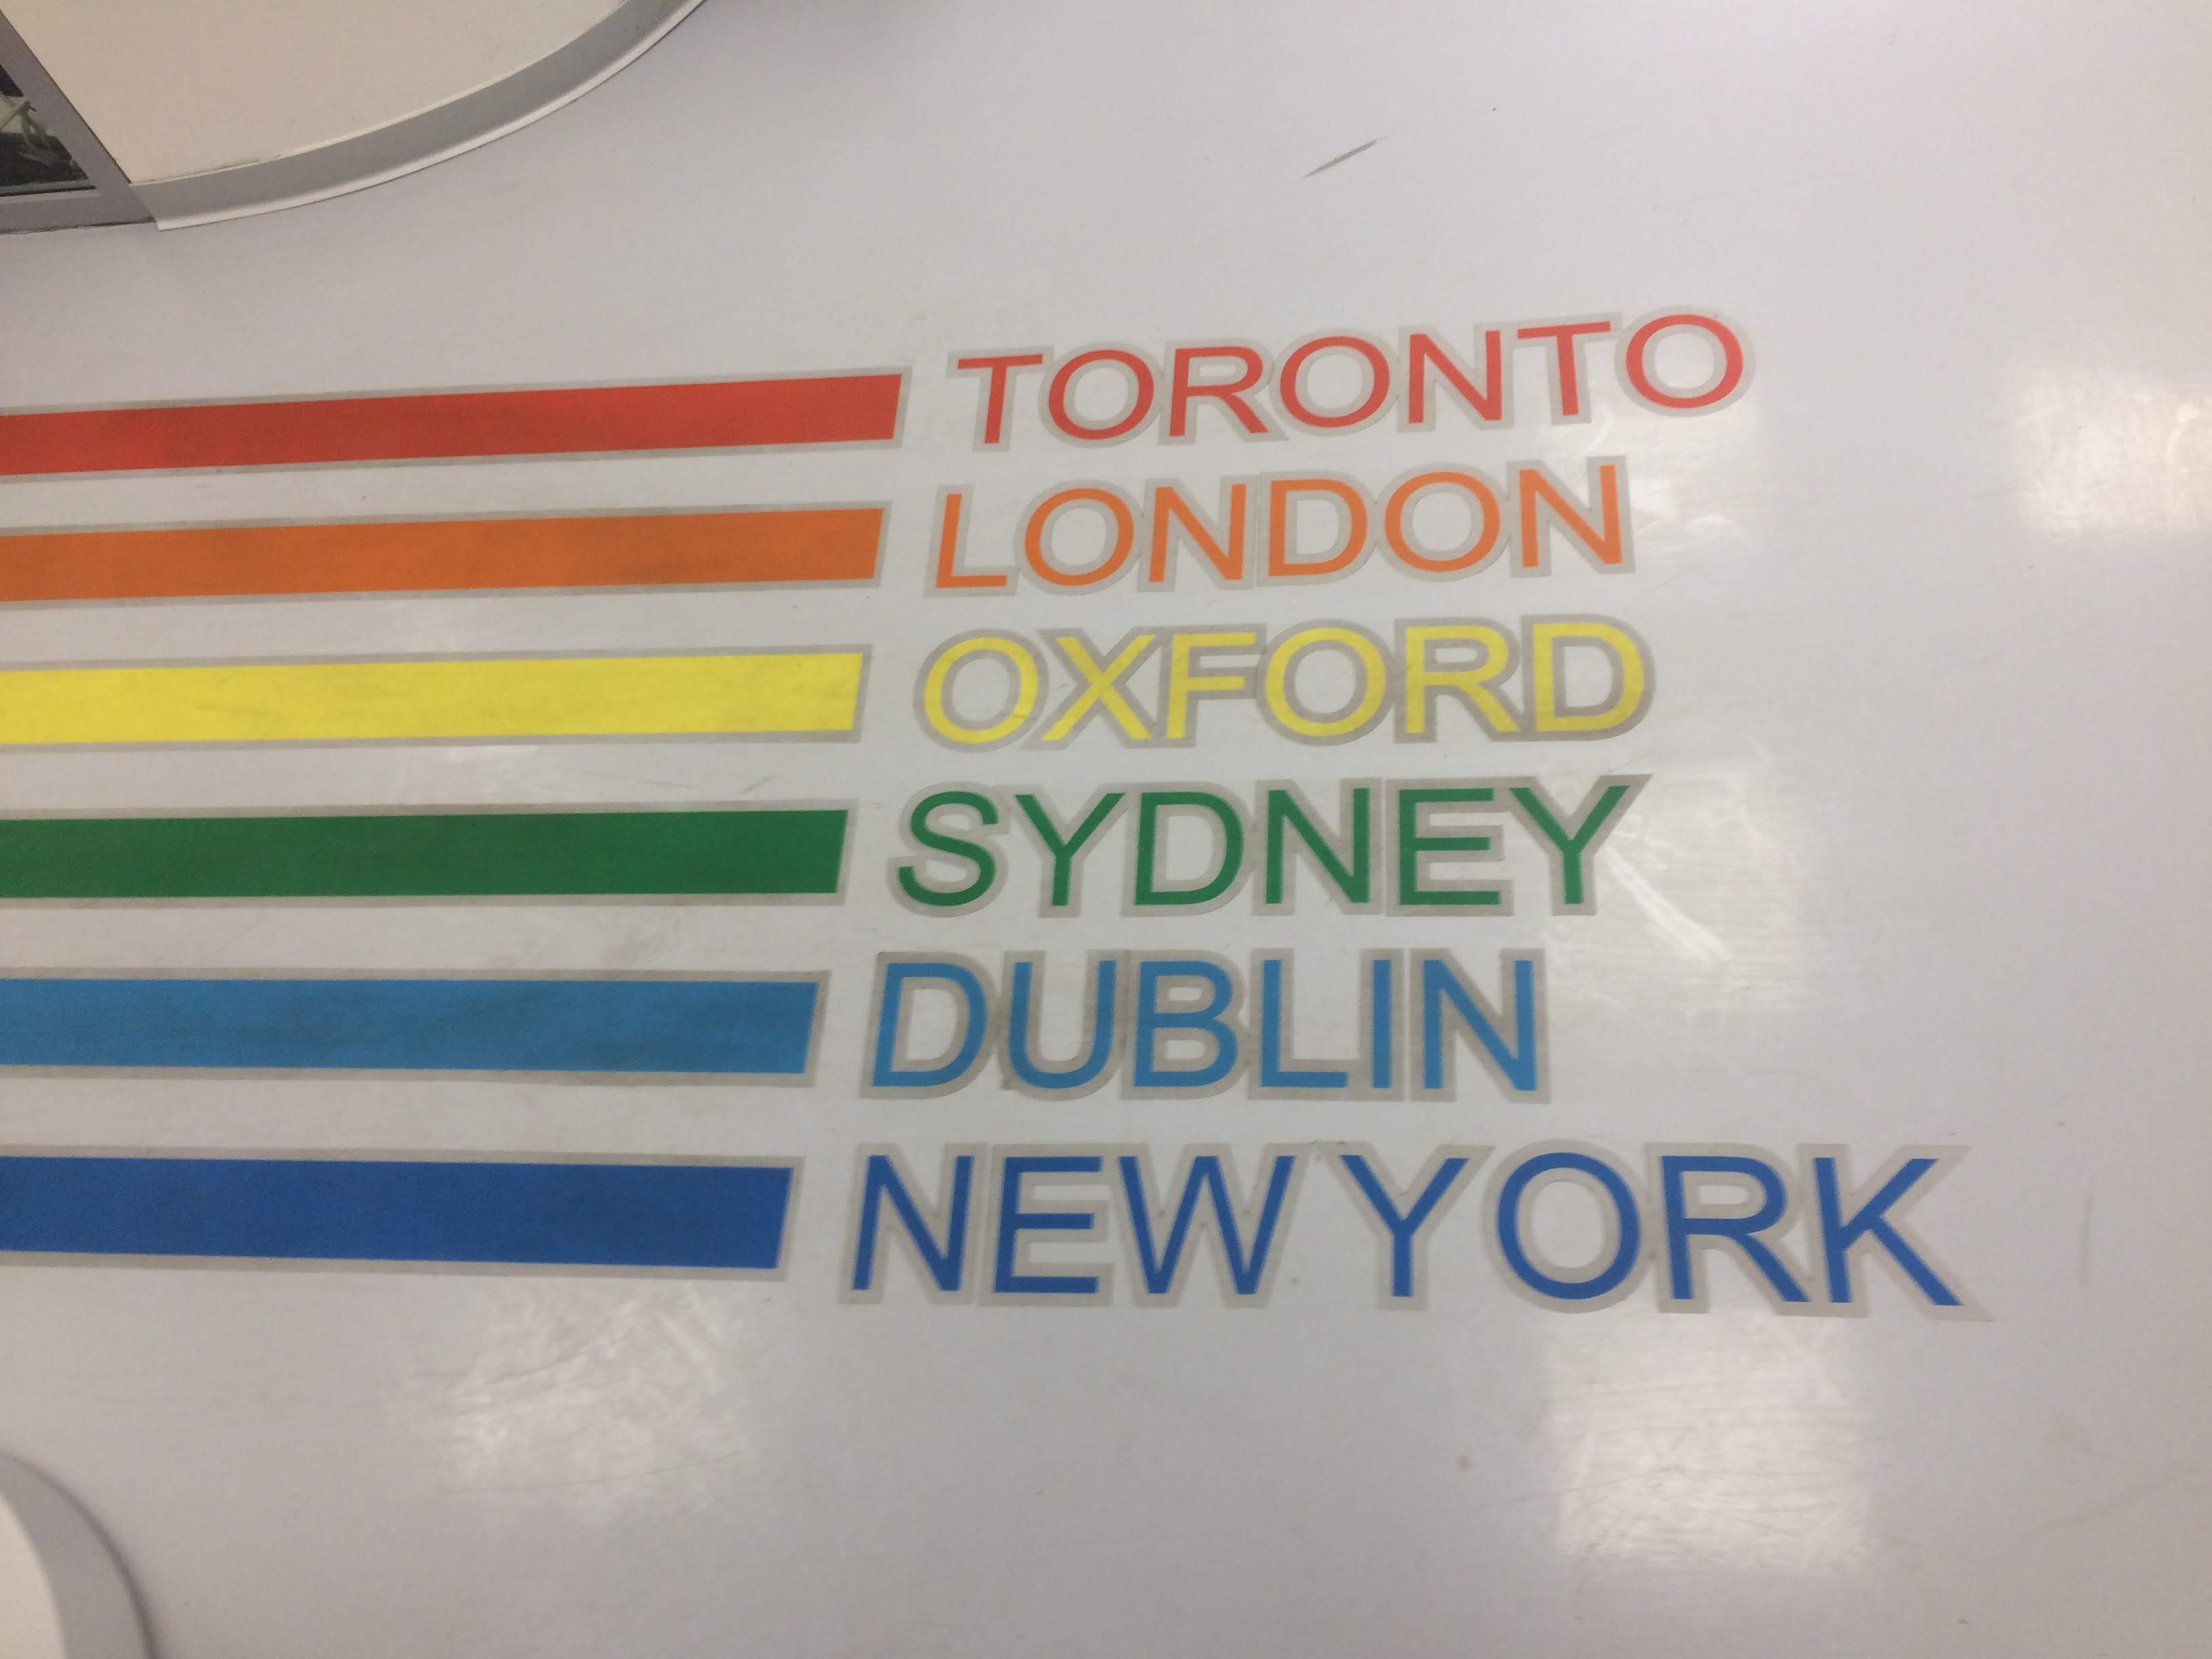 TORONTO
LONDON
OXFORD
SYDNEY
DUBLIN
NEW YORK